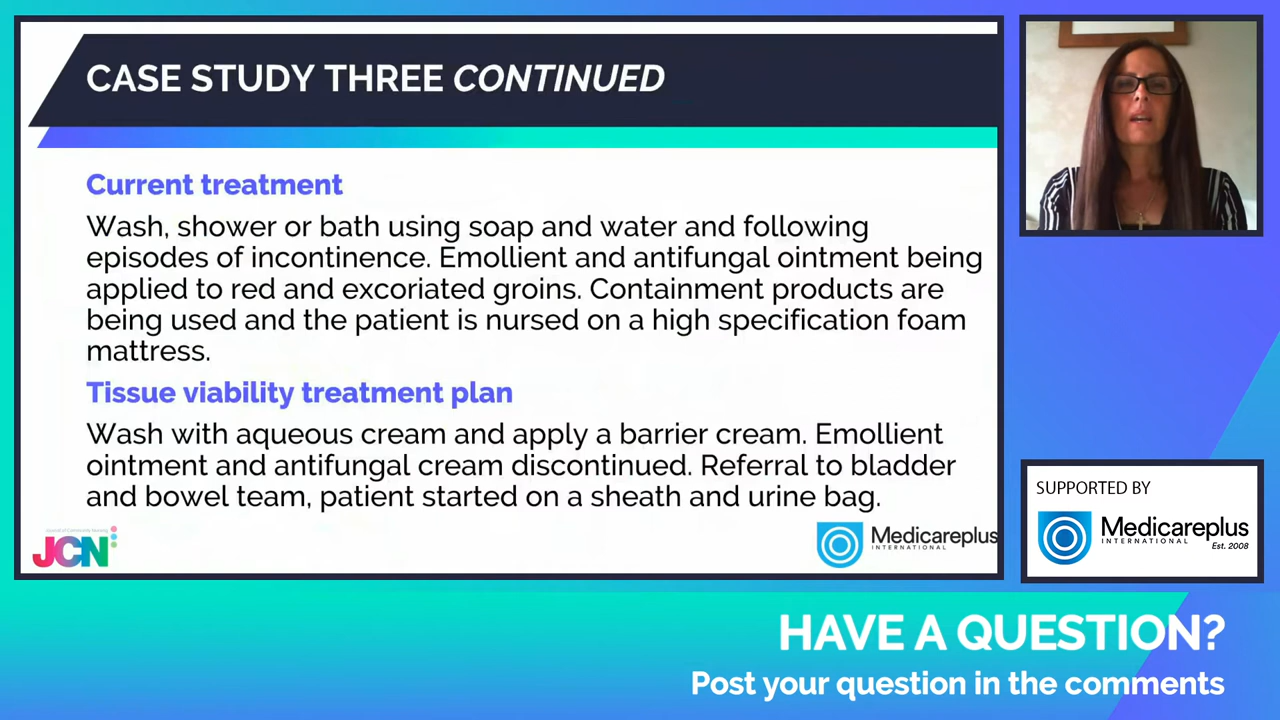 CASE STUDY THREE CONTINUED
Current treatment
Wash, shower or bath using soap and water and following
episodes of incontinence. Emollient and antifungal ointment being
applied to red and excoriated groins. Containment products are
being used and the patient is nursed on a high specification foam
mattress.
Tissue viability treatment plan
Wash with aqueous cream and apply a barrier cream. Emollient
ointment and antifungal cream discontinued. Referral to bladder
and bowel team, patient started on a sheath and urine bag.
Journal of Community Nursing
JCN
Medicareplus
INTERNATIONAL
SUPPORTED BY
Medicareplus
INTERNATIONAL
Est. 2008
HAVE A QUESTION?
Post your question in the comments